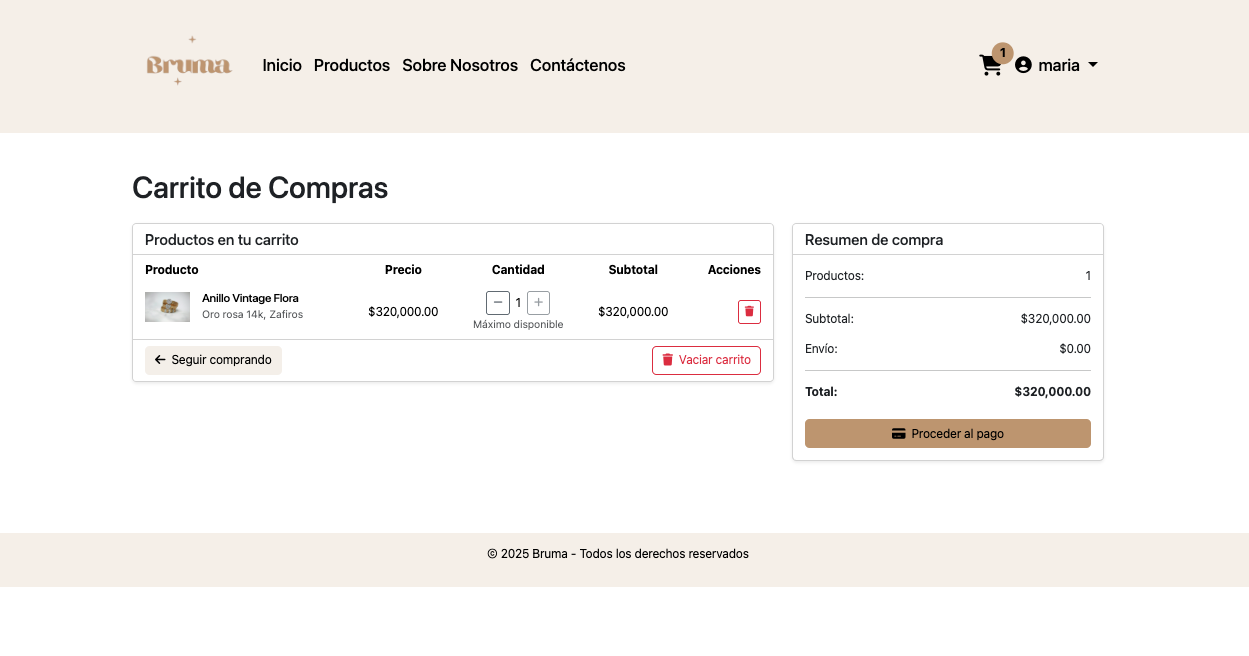 Bruma
Inicio Productos Sobre Nosotros Contáctenos
1
maria
Carrito de Compras
Productos en tu carrito
Producto Precio Cantidad Subtotal Acciones
Anillo Vintage Flora
Oro rosa 14k, Zafiros
$320,000.00
− 1 +
Máximo disponible
$320,000.00
Seguir comprando
Vaciar carrito
Resumen de compra
Productos: 1
Subtotal: $320,000.00
Envío: $0.00
Total: $320,000.00
Proceder al pago
© 2025 Bruma - Todos los derechos reservados